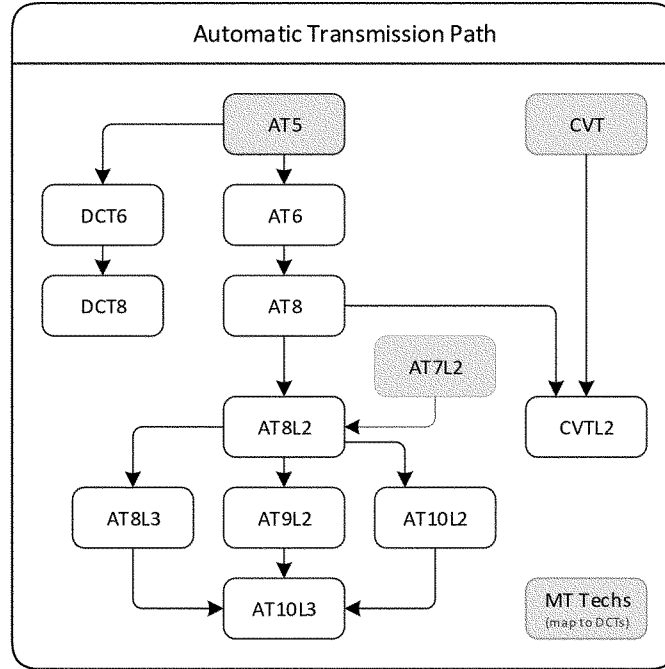 Automatic Transmission Path
AT5
CVT
DCT6
AT6
DCT8
AT8
AT7L2
AT8L2
CVTL2
AT8L3
AT9L2
AT10L2
AT10L3
MT Techs
(map to DCTs)